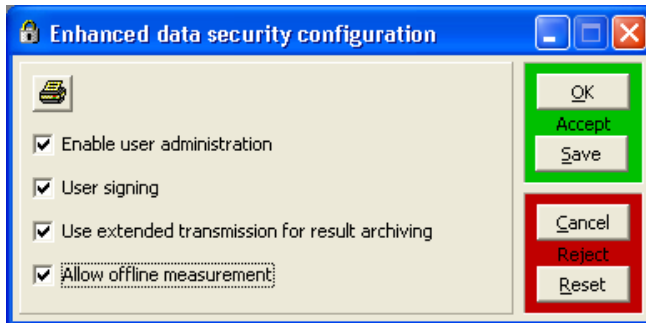 Enhanced data security configuration
Enable user administration
User signing
Use extended transmission for result archiving
Allow offline measurement
OK
Accept
Save
Cancel
Reject
Reset